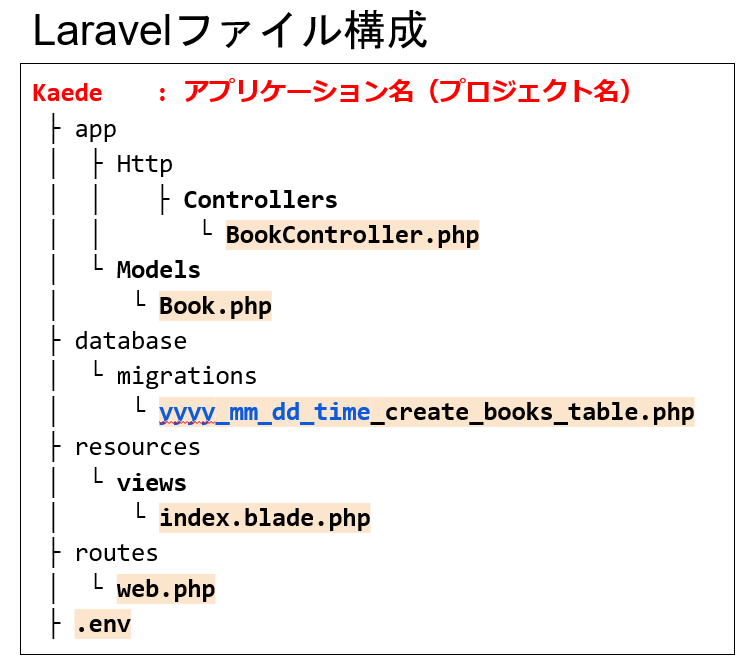 Laravelファイル構成
Kaede : アプリケーション名（プロジェクト名）
├ app
│ ├ Http
│ │ ├ Controllers
│ │ └ BookController.php
│ └ Models
│ └ Book.php
├ database
│ └ migrations
│ └ yyyy_mm_dd_time_create_books_table.php
├ resources
│ └ views
│ └ index.blade.php
├ routes
│ └ web.php
├ .env